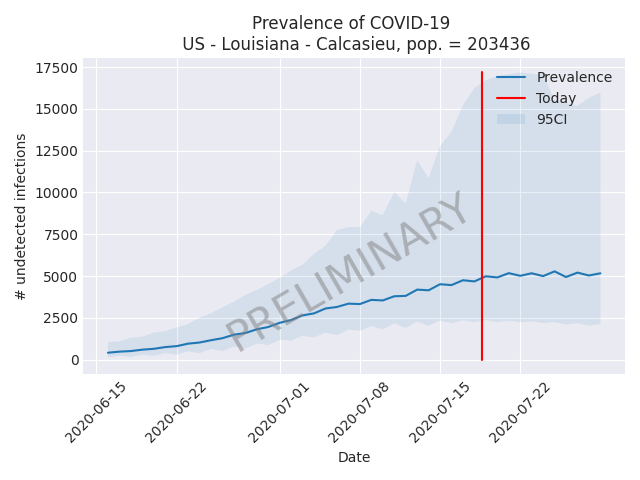 Prevalence of COVID-19
US - Louisiana - Calcasieu, pop. = 203436
17500
15000
12500
10000
7500
5000
2500
0
# undetected infections
Prevalence
Today
95CI
PRELIMINARY
2020-06-15
2020-06-22
2020-07-01
2020-07-08
2020-07-15
2020-07-22
Date